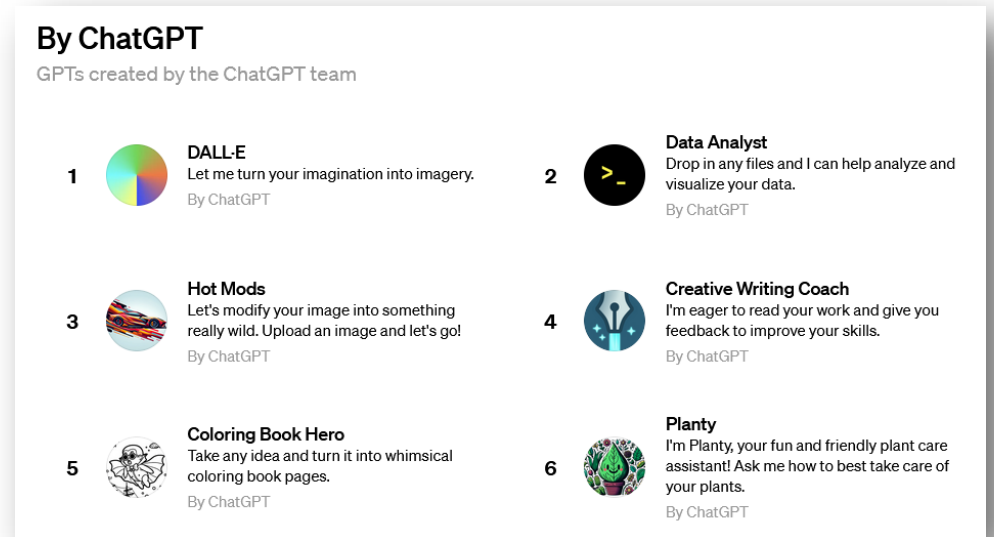 By ChatGPT
GPTs created by the ChatGPT team
1
DALL·E
Let me turn your imagination into imagery.
By ChatGPT
2
>_
Data Analyst
Drop in any files and I can help analyze and
visualize your data.
By ChatGPT
3
Hot Mods
Let's modify your image into something
really wild. Upload an image and let's go!
By ChatGPT
4
Creative Writing Coach
I'm eager to read your work and give you
feedback to improve your skills.
By ChatGPT
5
Coloring Book Hero
Take any idea and turn it into whimsical
coloring book pages.
By ChatGPT
6
Planty
I'm Planty, your fun and friendly plant care
assistant! Ask me how to best take care of
your plants.
By ChatGPT